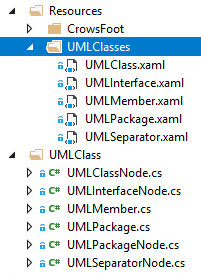 Resources
CrowsFoot
UMLClasses
UMLClass.xaml
UMLInterface.xaml
UMLMember.xaml
UMLPackage.xaml
UMLSeparator.xaml
UMLClass
C# UMLClassNode.cs
C# UMLInterfaceNode.cs
C# UMLMember.cs
C# UMLPackage.cs
C# UMLPackageNode.cs
C# UMLSeparatorNode.cs